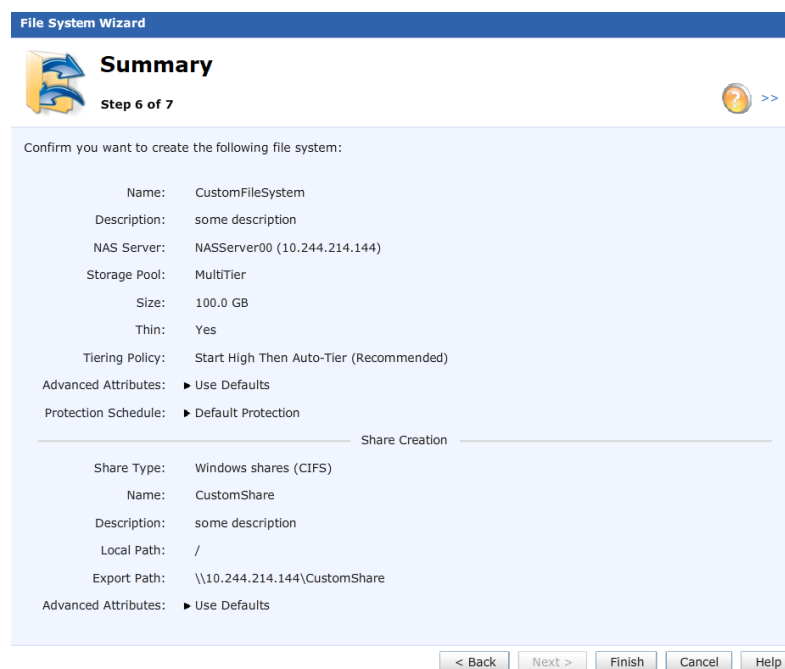 File System Wizard
Summary
Step 6 of 7
? >>
Confirm you want to create the following file system:
Name: CustomFileSystem
Description: some description
NAS Server: NASServer00 (10.244.214.144)
Storage Pool: MultiTier
Size: 100.0 GB
Thin: Yes
Tiering Policy: Start High Then Auto-Tier (Recommended)
Advanced Attributes: Use Defaults
Protection Schedule: Default Protection
Share Creation
Share Type: Windows shares (CIFS)
Name: CustomShare
Description: some description
Local Path: /
Export Path: \\10.244.214.144\CustomShare
Advanced Attributes: Use Defaults
< Back Next > Finish Cancel Help